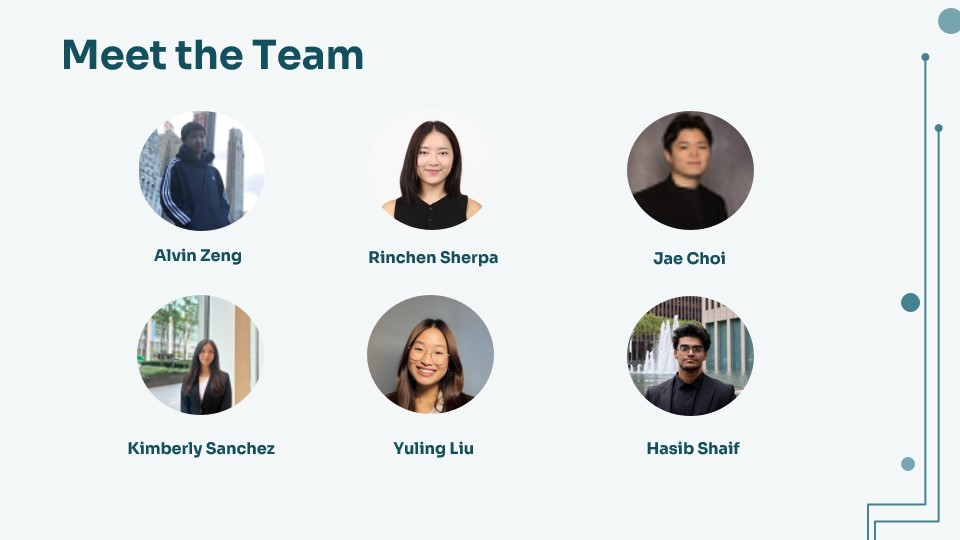 Meet the Team
Alvin Zeng
Rinchen Sherpa
Jae Choi
Kimberly Sanchez
Yuling Liu
Hasib Shaif